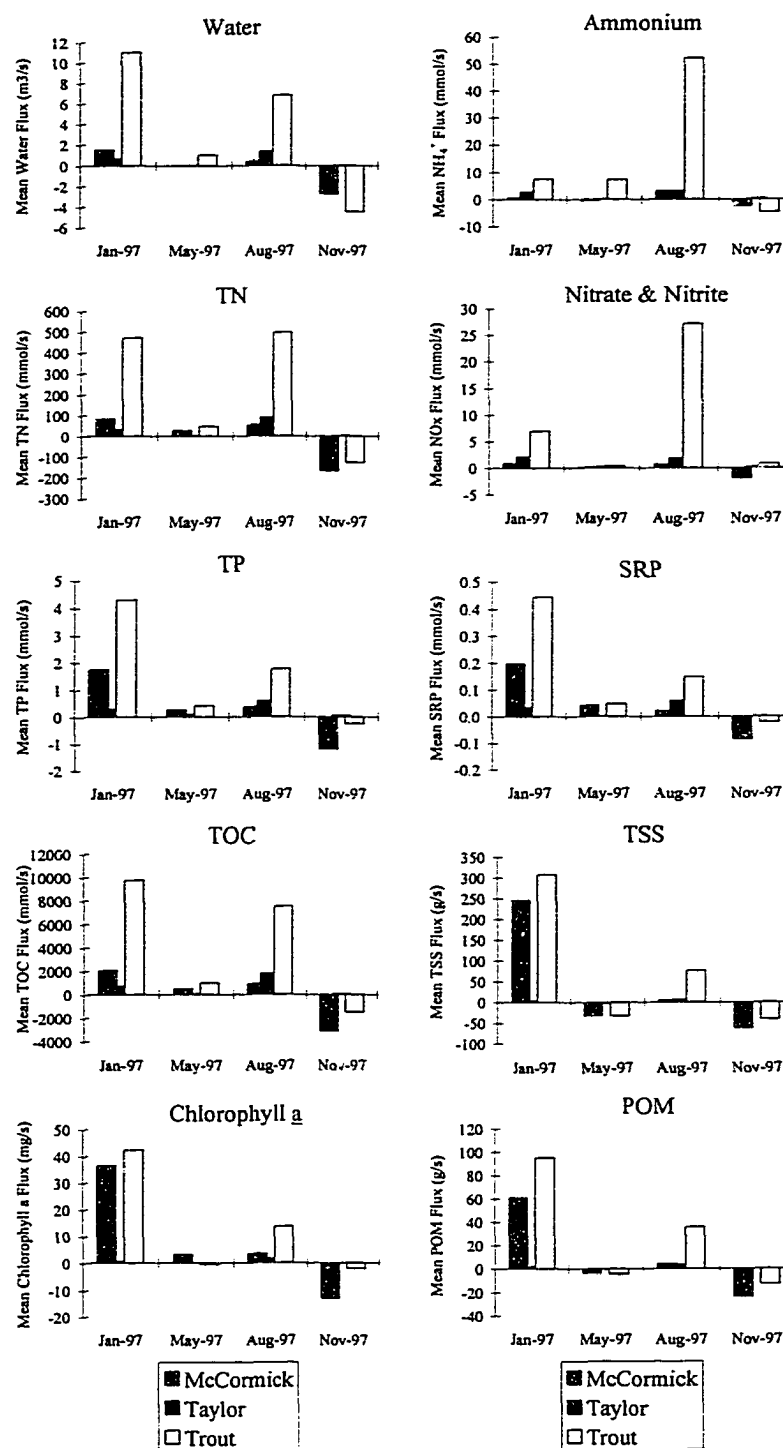 Water
Mean Water Flux (m3/s)
12
10
8
6
4
2
0
-2
-4
-6
Jan-97 May-97 Aug-97 Nov-97
Ammonium
Mean NH₄⁺ Flux (mmol/s)
60
50
40
30
20
10
0
-10
Jan-97 May-97 Aug-97 Nov-97
TN
Mean TN Flux (mmol/s)
600
500
400
300
200
100
0
-100
-200
-300
Jan-97 May-97 Aug-97 Nov-97
Nitrate & Nitrite
Mean NOx Flux (mmol/s)
30
25
20
15
10
5
0
-5
Jan-97 May-97 Aug-97 Nov-97
TP
Mean TP Flux (mmol/s)
5
4
3
2
1
0
-1
-2
Jan-97 May-97 Aug-97 Nov-97
SRP
Mean SRP Flux (mmol/s)
0.5
0.4
0.3
0.2
0.1
0.0
-0.1
-0.2
Jan-97 May-97 Aug-97 Nov-97
TOC
Mean TOC Flux (mmol/s)
12000
10000
8000
6000
4000
2000
0
-2000
-4000
Jan-97 May-97 Aug-97 Nov-97
TSS
Mean TSS Flux (g/s)
350
300
250
200
150
100
50
0
-50
-100
Jan-97 May-97 Aug-97 Nov-97
Chlorophyll a
Mean Chlorophyll a Flux (mg/s)
50
40
30
20
10
0
-10
-20
Jan-97 May-97 Aug-97 Nov-97
POM
Mean POM Flux (g/s)
120
100
80
60
40
20
0
-20
-40
Jan-97 May-97 Aug-97 Nov-97
McCormick
Taylor
Trout
McCormick
Taylor
Trout